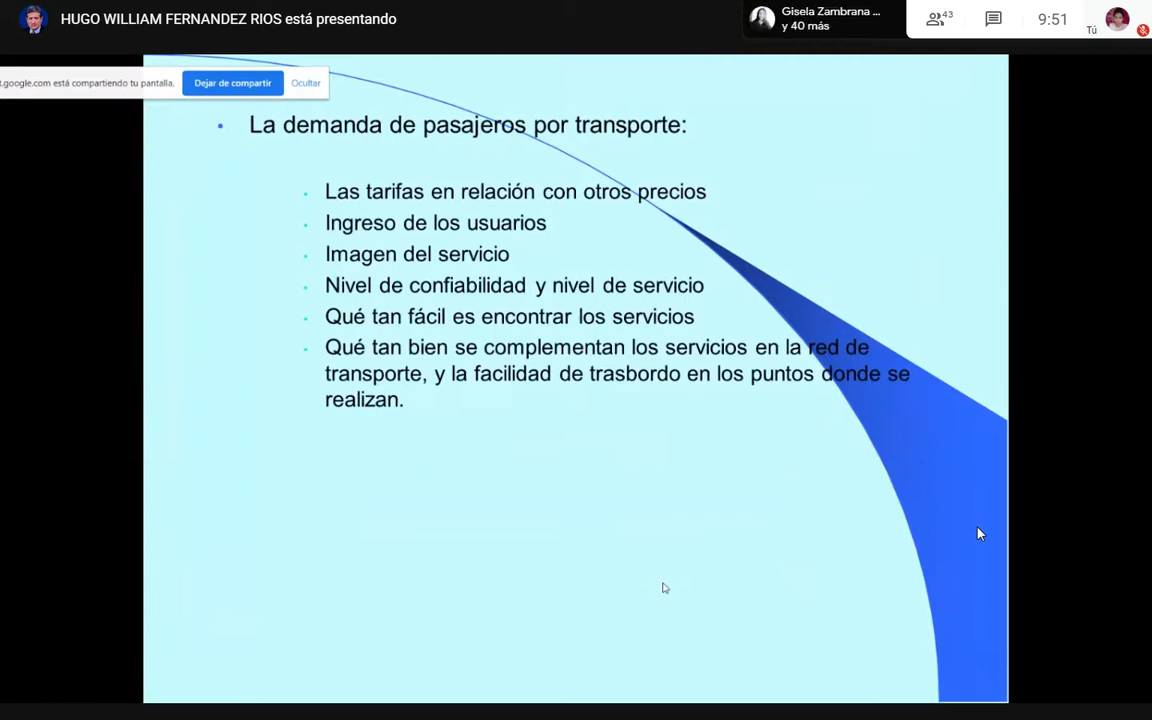 HUGO WILLIAM FERNANDEZ RIOS está presentando
Gisela Zambrana ...
y 40 más
43
9:51
Tú
t.google.com está compartiendo tu pantalla.
Dejar de compartir
Ocultar
• La demanda de pasajeros por transporte:
• Las tarifas en relación con otros precios
• Ingreso de los usuarios
• Imagen del servicio
• Nivel de confiabilidad y nivel de servicio
• Qué tan fácil es encontrar los servicios
• Qué tan bien se complementan los servicios en la red de
transporte, y la facilidad de trasbordo en los puntos donde se
realizan.